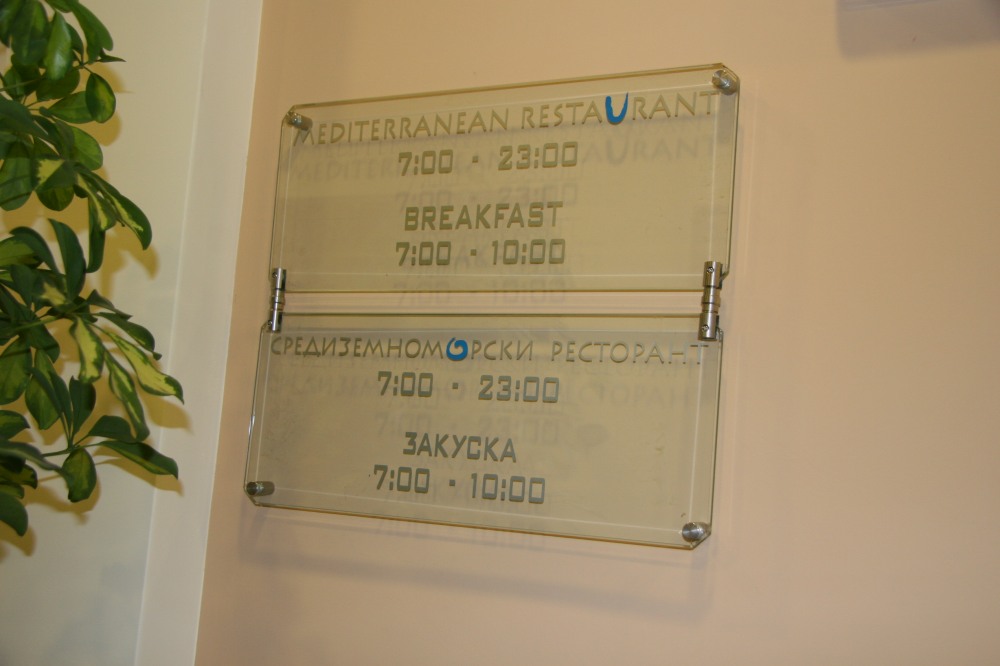 MEDITERRANEAN RESTAURANT
7:00 - 23:00
BREAKFAST
7:00 - 10:00
СРЕДИЗЕМНОМОРСКИ РЕСТОРАНТ
7:00 - 23:00
ЗАКУСКА
7:00 - 10:00